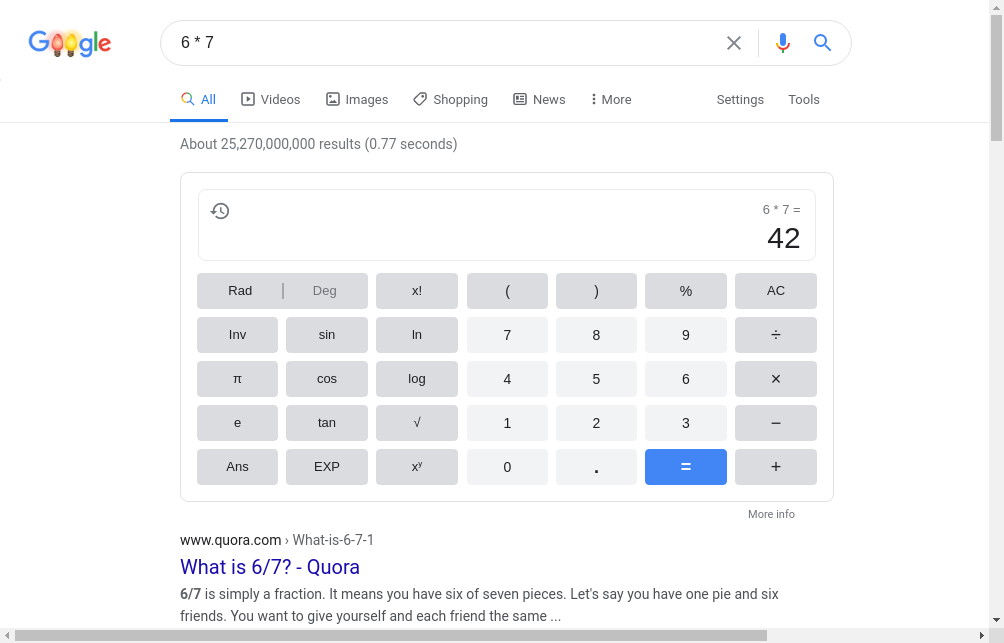 Google
6 * 7
All Videos Images Shopping News More Settings Tools
About 25,270,000,000 results (0.77 seconds)
6 * 7 =
42
Rad | Deg x! ( ) % AC
Inv sin ln 7 8 9 ÷
π cos log 4 5 6 ×
e tan √ 1 2 3 −
Ans EXP xʸ 0 . = +
More info
www.quora.com › What-is-6-7-1
What is 6/7? - Quora
6/7 is simply a fraction. It means you have six of seven pieces. Let's say you have one pie and six
friends. You want to give yourself and each friend the same ...